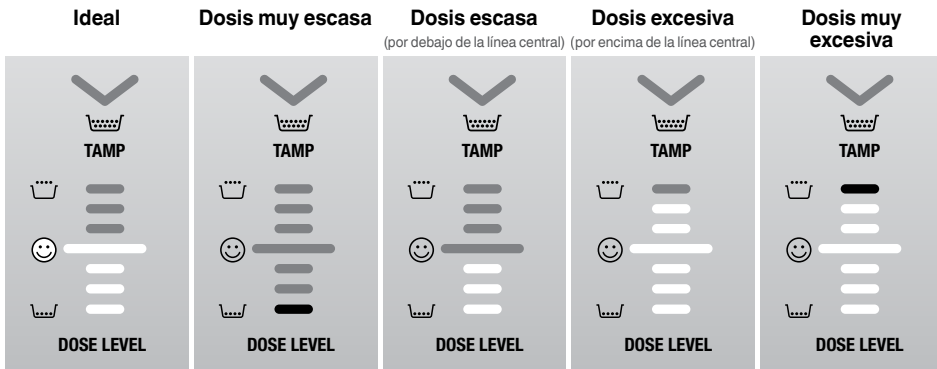 Ideal
TAMP
DOSE LEVEL
Dosis muy escasa
TAMP
DOSE LEVEL
Dosis escasa
(por debajo de la línea central)
TAMP
DOSE LEVEL
Dosis excesiva
(por encima de la línea central)
TAMP
DOSE LEVEL
Dosis muy
excesiva
TAMP
DOSE LEVEL